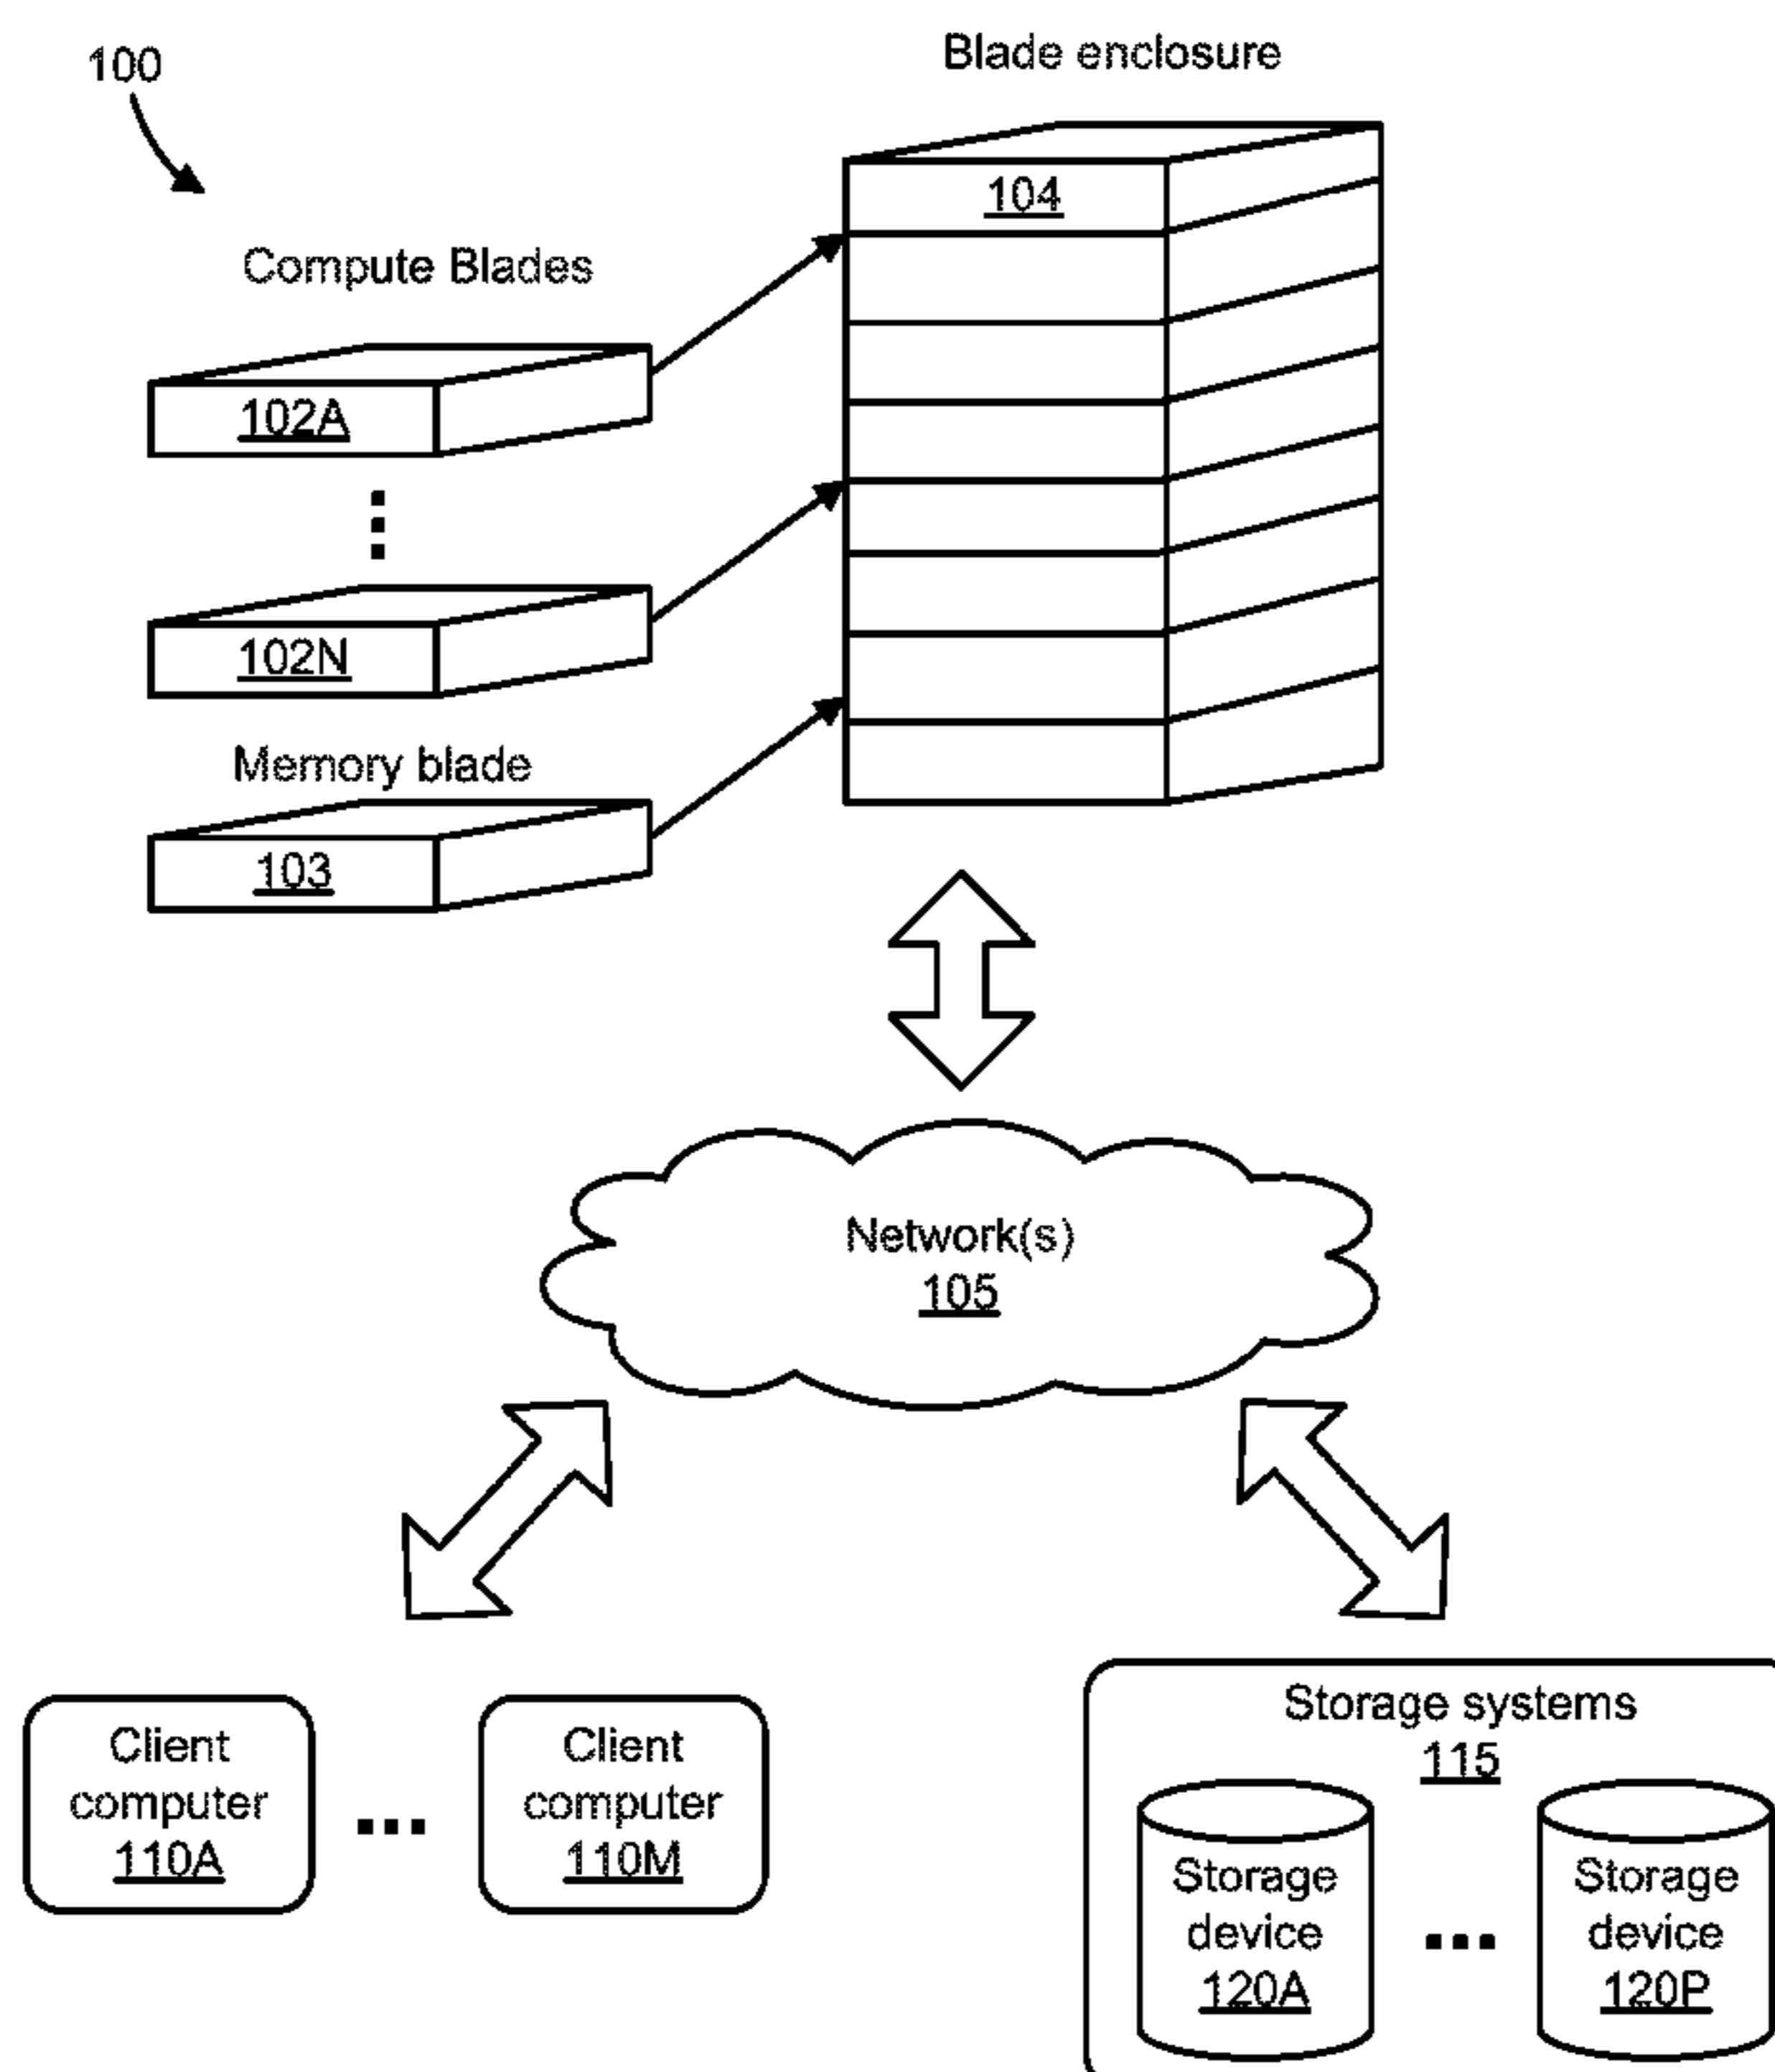 100
Blade enclosure
104
Compute Blades
102A
102N
Memory blade
103
Network(s)
105
Client
computer
110A
Client
computer
110M
Storage systems
115
Storage
device
120A
Storage
device
120P